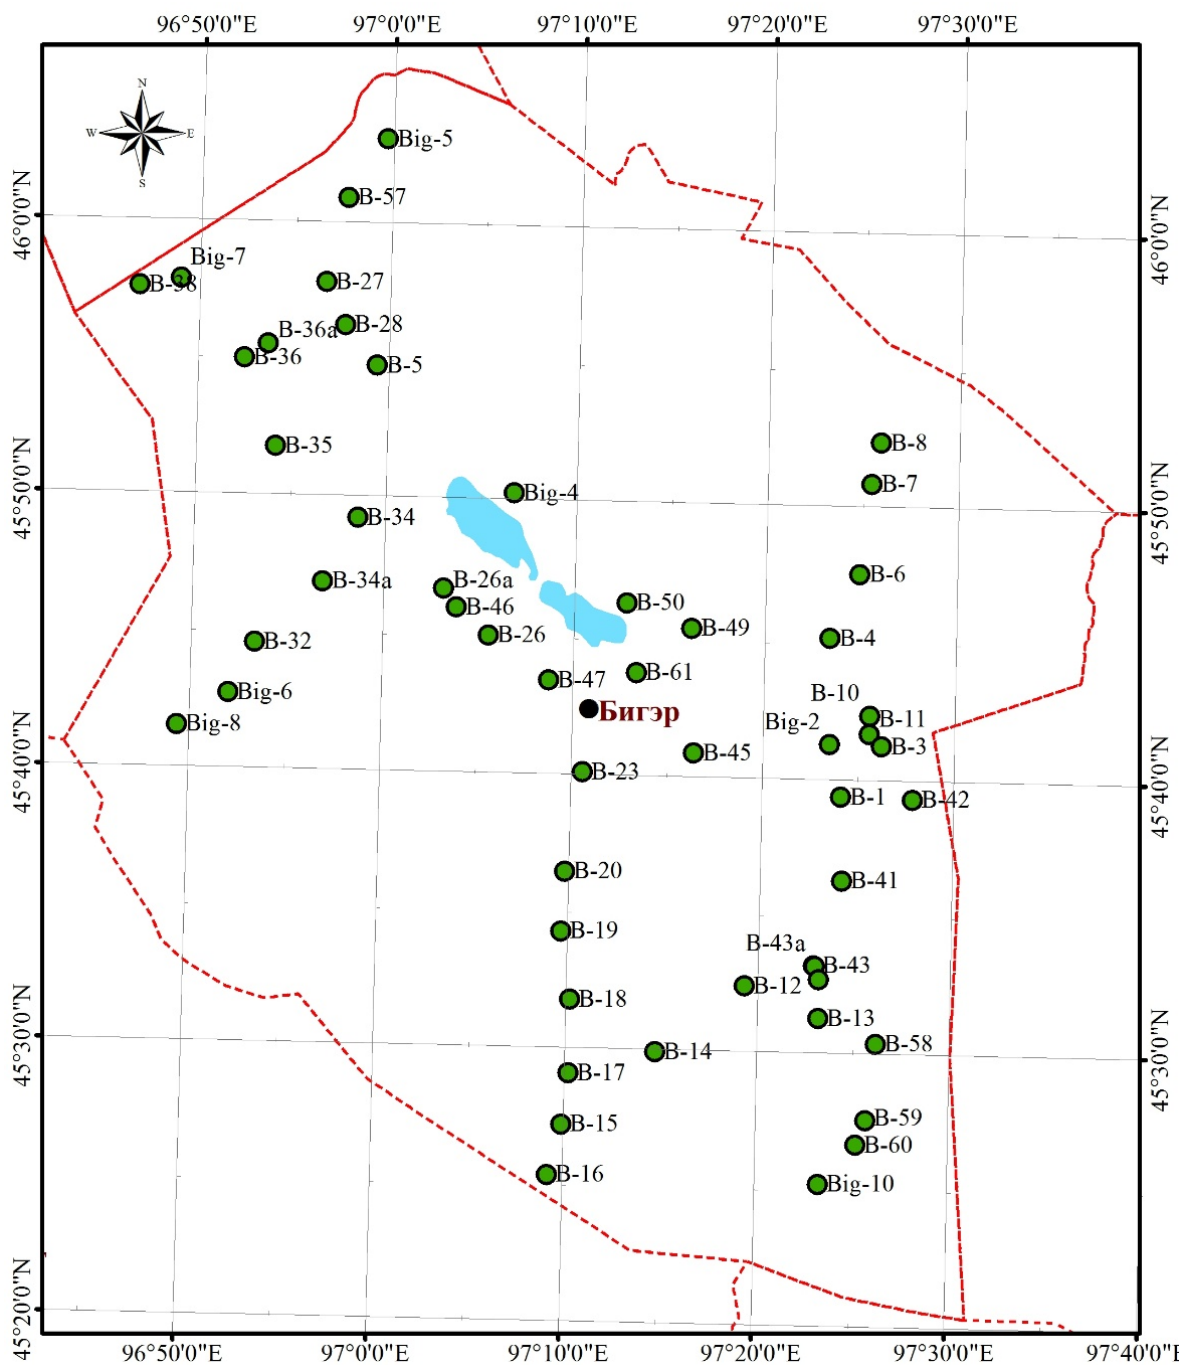 96°50'0"E 97°0'0"E 97°10'0"E 97°20'0"E 97°30'0"E
N
W E
S
Big-5
B-57
46°0'0"N
46°0'0"N
Big-7
B-38
B-27
B-28
B-36a
B-36
B-5
B-35
B-8
B-7
45°50'0"N
Big-4
45°50'0"N
B-34
B-34a
B-26a
B-6
B-46
B-50
B-26
B-49
B-32
B-4
B-61
B-47
Big-6
Бигэр
B-10
Big-8
B-11
Big-2
B-3
B-45
45°40'0"N
B-23
45°40'0"N
B-1
B-42
B-20
B-41
B-19
B-43a
B-43
B-12
B-18
B-13
45°30'0"N
B-14
B-58
45°30'0"N
B-17
B-15
B-59
B-60
B-16
Big-10
45°20'0"N
96°50'0"E 97°0'0"E 97°10'0"E 97°20'0"E 97°30'0"E 97°40'0"E